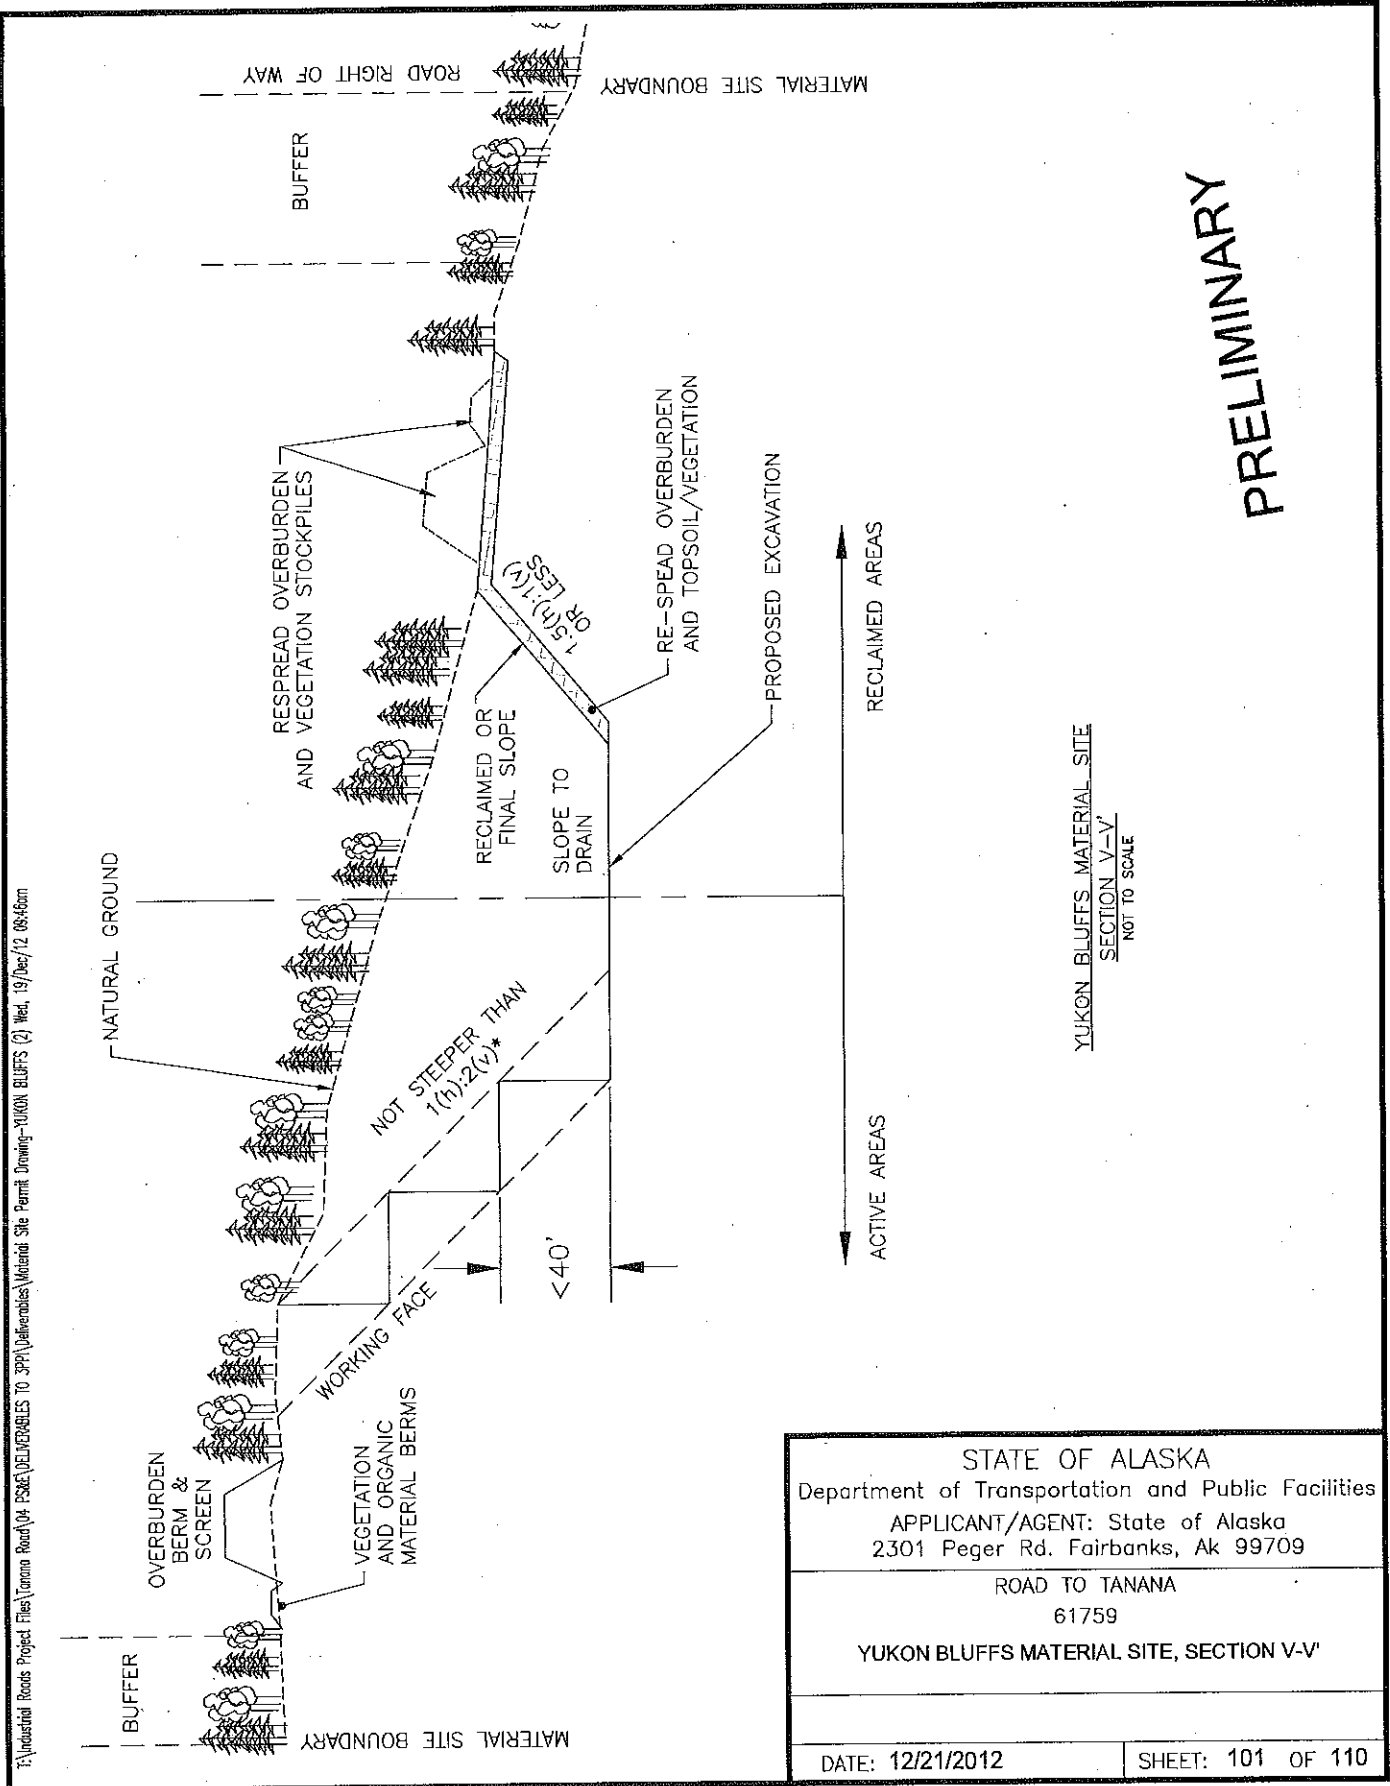 T:\Industrial Roads Project Files\Tanana Road\04 PS&E\DELIVERABLES TO 3PPI\Deliverables\Material Site Permit Drawing-YUKON BLUFFS (2) Wed, 19/Dec/12 09:46am
BUFFER
MATERIAL SITE BOUNDARY
OVERBURDEN
BERM &
SCREEN
VEGETATION
AND ORGANIC
MATERIAL BERMS
WORKING FACE
<40'
NOT STEEPER THAN
1(h):2(v)*
NATURAL GROUND
SLOPE TO
DRAIN
RECLAIMED OR
FINAL SLOPE
RESPREAD OVERBURDEN
AND VEGETATION STOCKPILES
1.5(h):1(v)
OR LESS
RE-SPEAD OVERBURDEN
AND TOPSOIL/VEGETATION
PROPOSED EXCAVATION
BUFFER
ROAD RIGHT OF WAY
MATERIAL SITE BOUNDARY
ACTIVE AREAS
RECLAIMED AREAS
YUKON BLUFFS MATERIAL SITE
SECTION V-V'
NOT TO SCALE
PRELIMINARY
STATE OF ALASKA
Department of Transportation and Public Facilities
APPLICANT/AGENT: State of Alaska
2301 Peger Rd. Fairbanks, Ak 99709
ROAD TO TANANA
61759
YUKON BLUFFS MATERIAL SITE, SECTION V-V'
DATE: 12/21/2012
SHEET: 101 OF 110